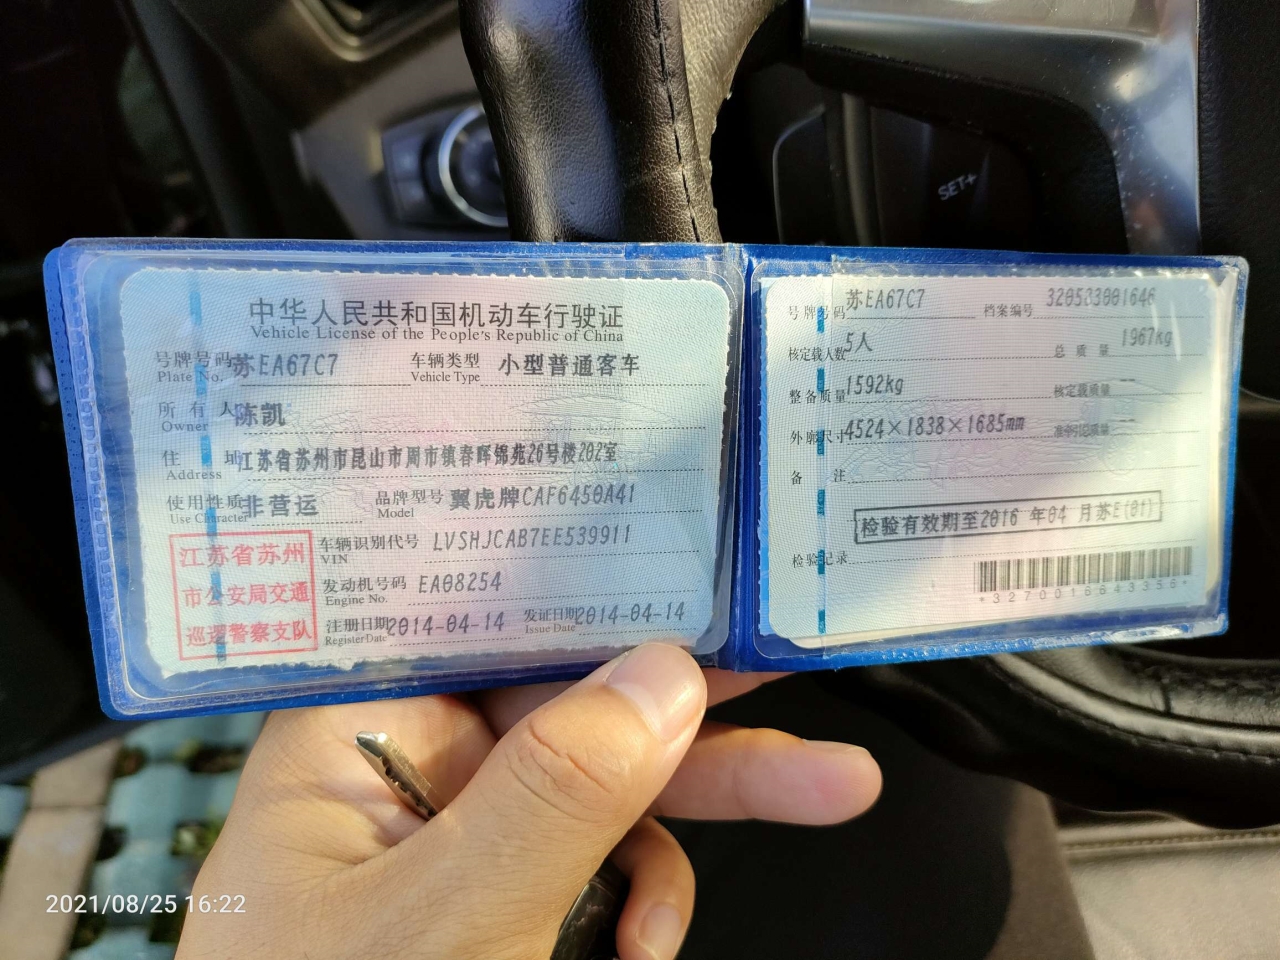 SET+
中华人民共和国机动车行驶证
Vehicle License of the People's Republic of China
号牌号码 苏EA67C7 车辆类型 小型普通客车
Plate No. Vehicle Type
所有人 陈凯
Owner
住址 江苏省苏州市昆山市周市镇春晖锦苑26号楼202室
Address
使用性质 非营运 品牌型号 翼虎牌CAF6450A41
Use Character Model
江苏省苏州
市公安局交通
巡逻警察支队
车辆识别代号 LVSHJCAB7EE539911
VIN
发动机号码 EA08254
Engine No.
注册日期 2014-04-14 发证日期 2014-04-14
Register Date Issue Date
号牌号码 苏EA67C7 档案编号 320533001646
核定载人数 5人 总质量 1967kg
整备质量 1592kg 核定载质量 --
外廓尺寸 4524×1838×1685mm 准牵引总质量 --
备注
检验有效期至2016 年04 月苏E(01)
检验记录
*3270016643356*
2021/08/25 16:22